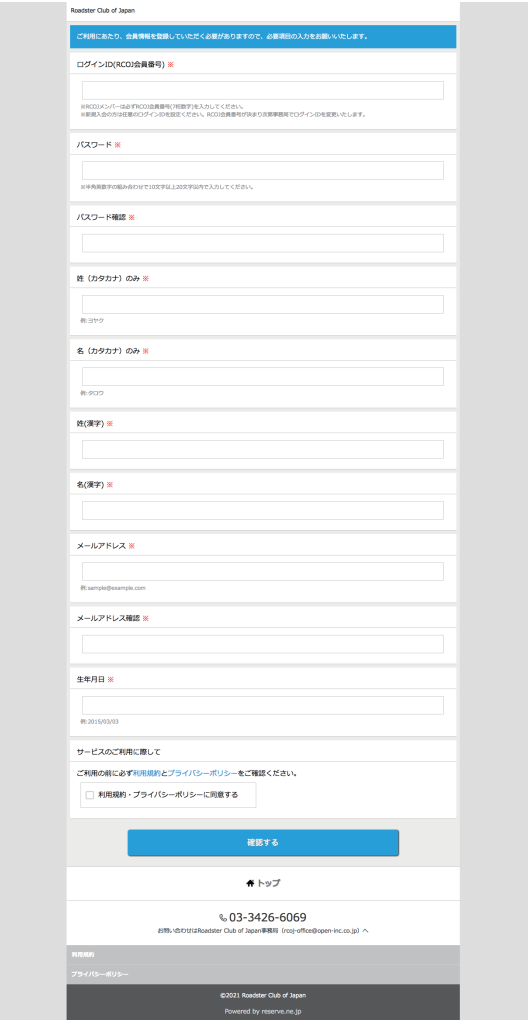 Roadster Club of Japan
ご利用にあたり、会員情報を登録していただく必要がありますので、必要項目の入力をお願いいたします。
ログインID(RCOJ会員番号) ※
※RCOJメンバーは必ずRCOJ会員番号(7桁数字)を入力してください。
※新規入会の方は任意のログインIDを設定ください。RCOJ会員番号が決まり次第事務局でログインIDを変更いたします。
パスワード ※
※半角英数字の組み合わせで10文字以上20文字以内で入力してください。
パスワード確認 ※
姓（カタカナ）のみ ※
例:ヨヤク
名（カタカナ）のみ ※
例:タロウ
姓(漢字) ※
名(漢字) ※
メールアドレス ※
例:sample@example.com
メールアドレス確認 ※
生年月日 ※
例:2015/03/03
サービスのご利用に際して
ご利用の前に必ず利用規約とプライバシーポリシーをご確認ください。
利用規約・プライバシーポリシーに同意する
確認する
トップ
03-3426-6069
お問い合わせはRoadster Club of Japan事務局（rcoj-office@open-inc.co.jp）へ
利用規約
プライバシーポリシー
©2021 Roadster Club of Japan
Powered by reserve.ne.jp